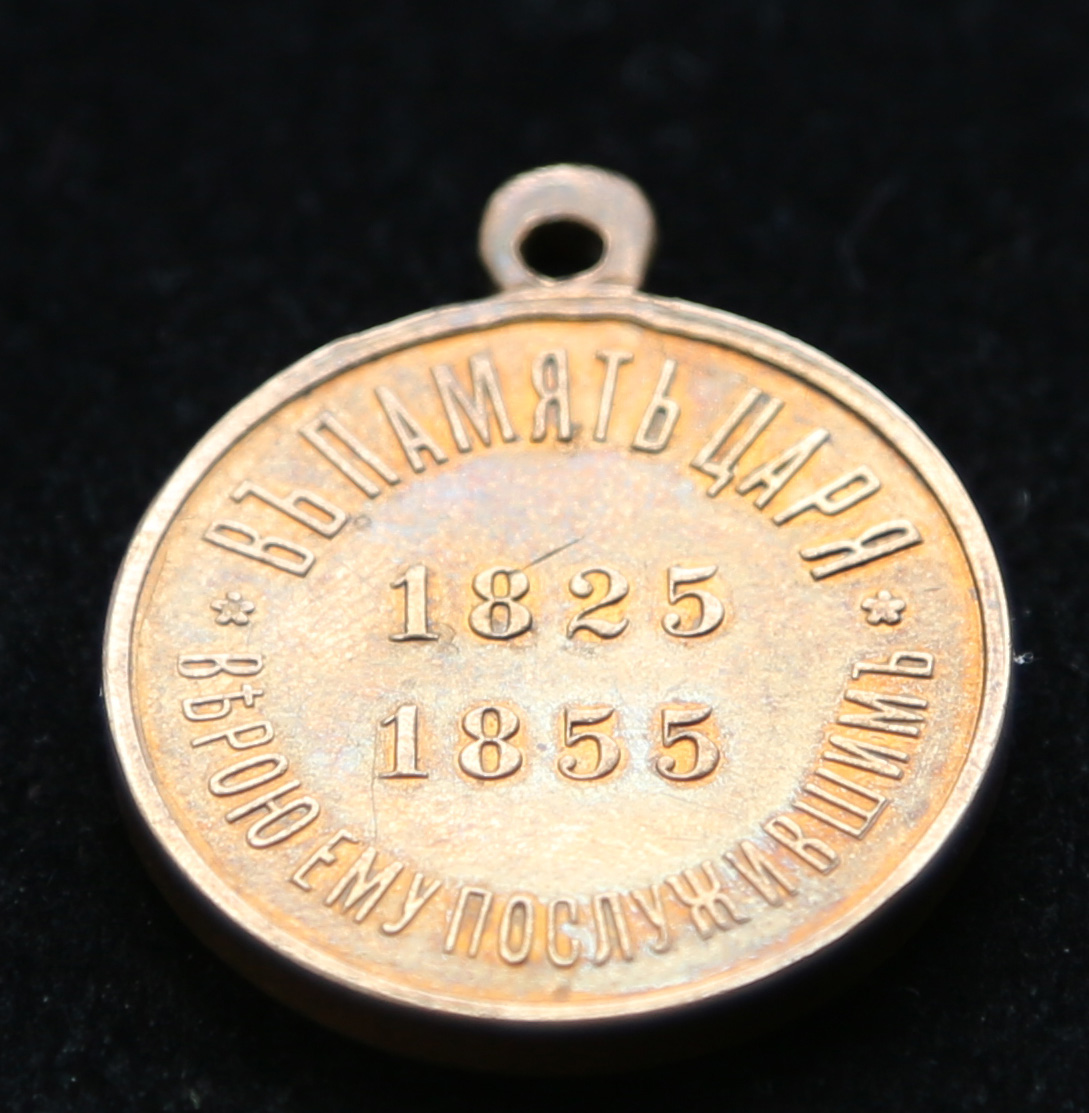 ВЪ ПАМЯТЬ ЦАРЯ
1825
1855
ВѢРОЮ ЕМУ ПОСЛУЖИВШИМЪ